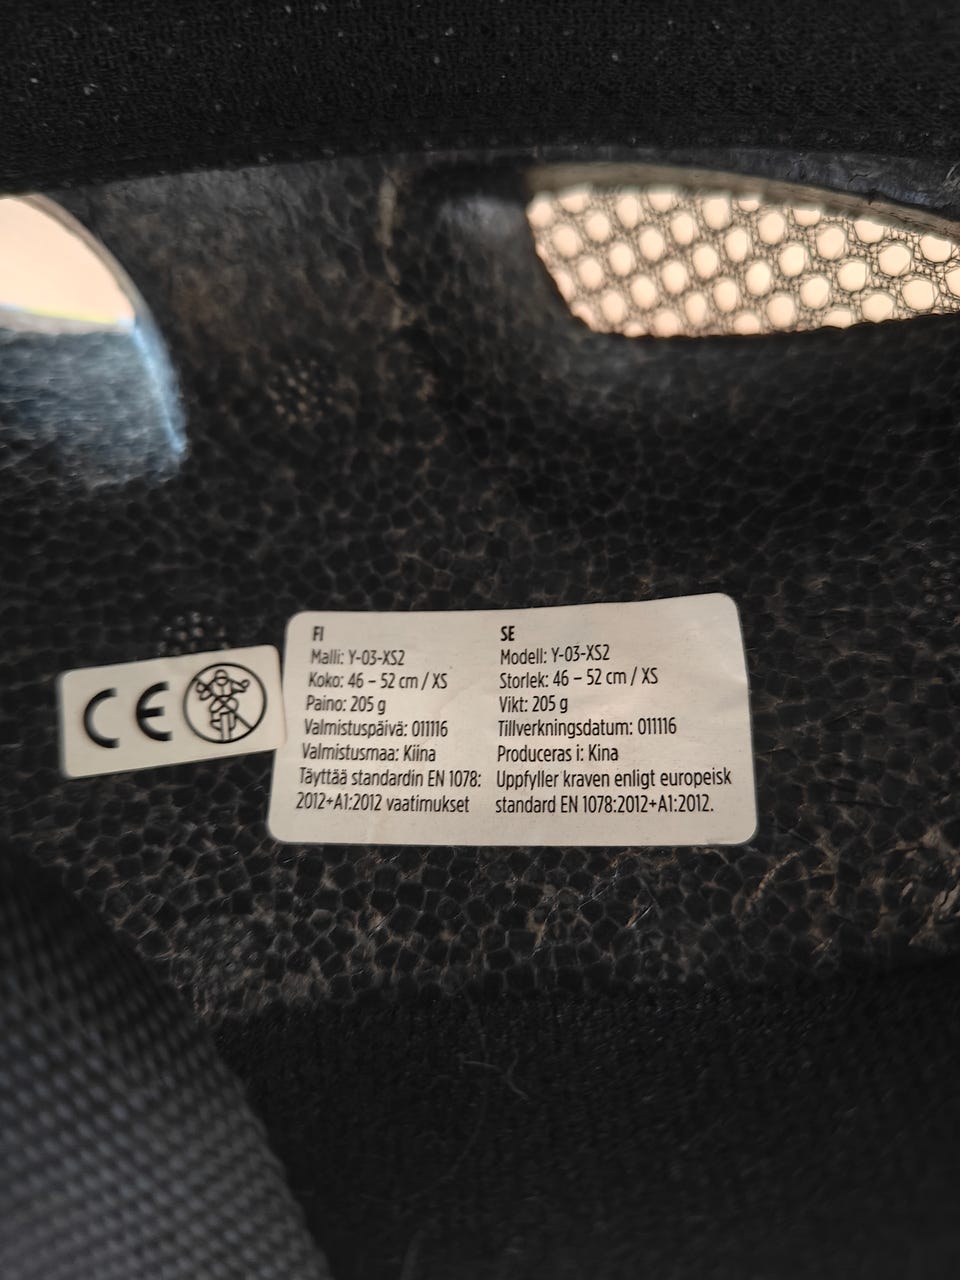 CE
FI
Malli: Y-03-XS2
Koko: 46 – 52 cm / XS
Paino: 205 g
Valmistuspäivä: 011116
Valmistusmaa: Kiina
Täyttää standardin EN 1078:
2012+A1:2012 vaatimukset
SE
Modell: Y-03-XS2
Storlek: 46 – 52 cm / XS
Vikt: 205 g
Tillverkningsdatum: 011116
Produceras i: Kina
Uppfyller kraven enligt europeisk
standard EN 1078:2012+A1:2012.